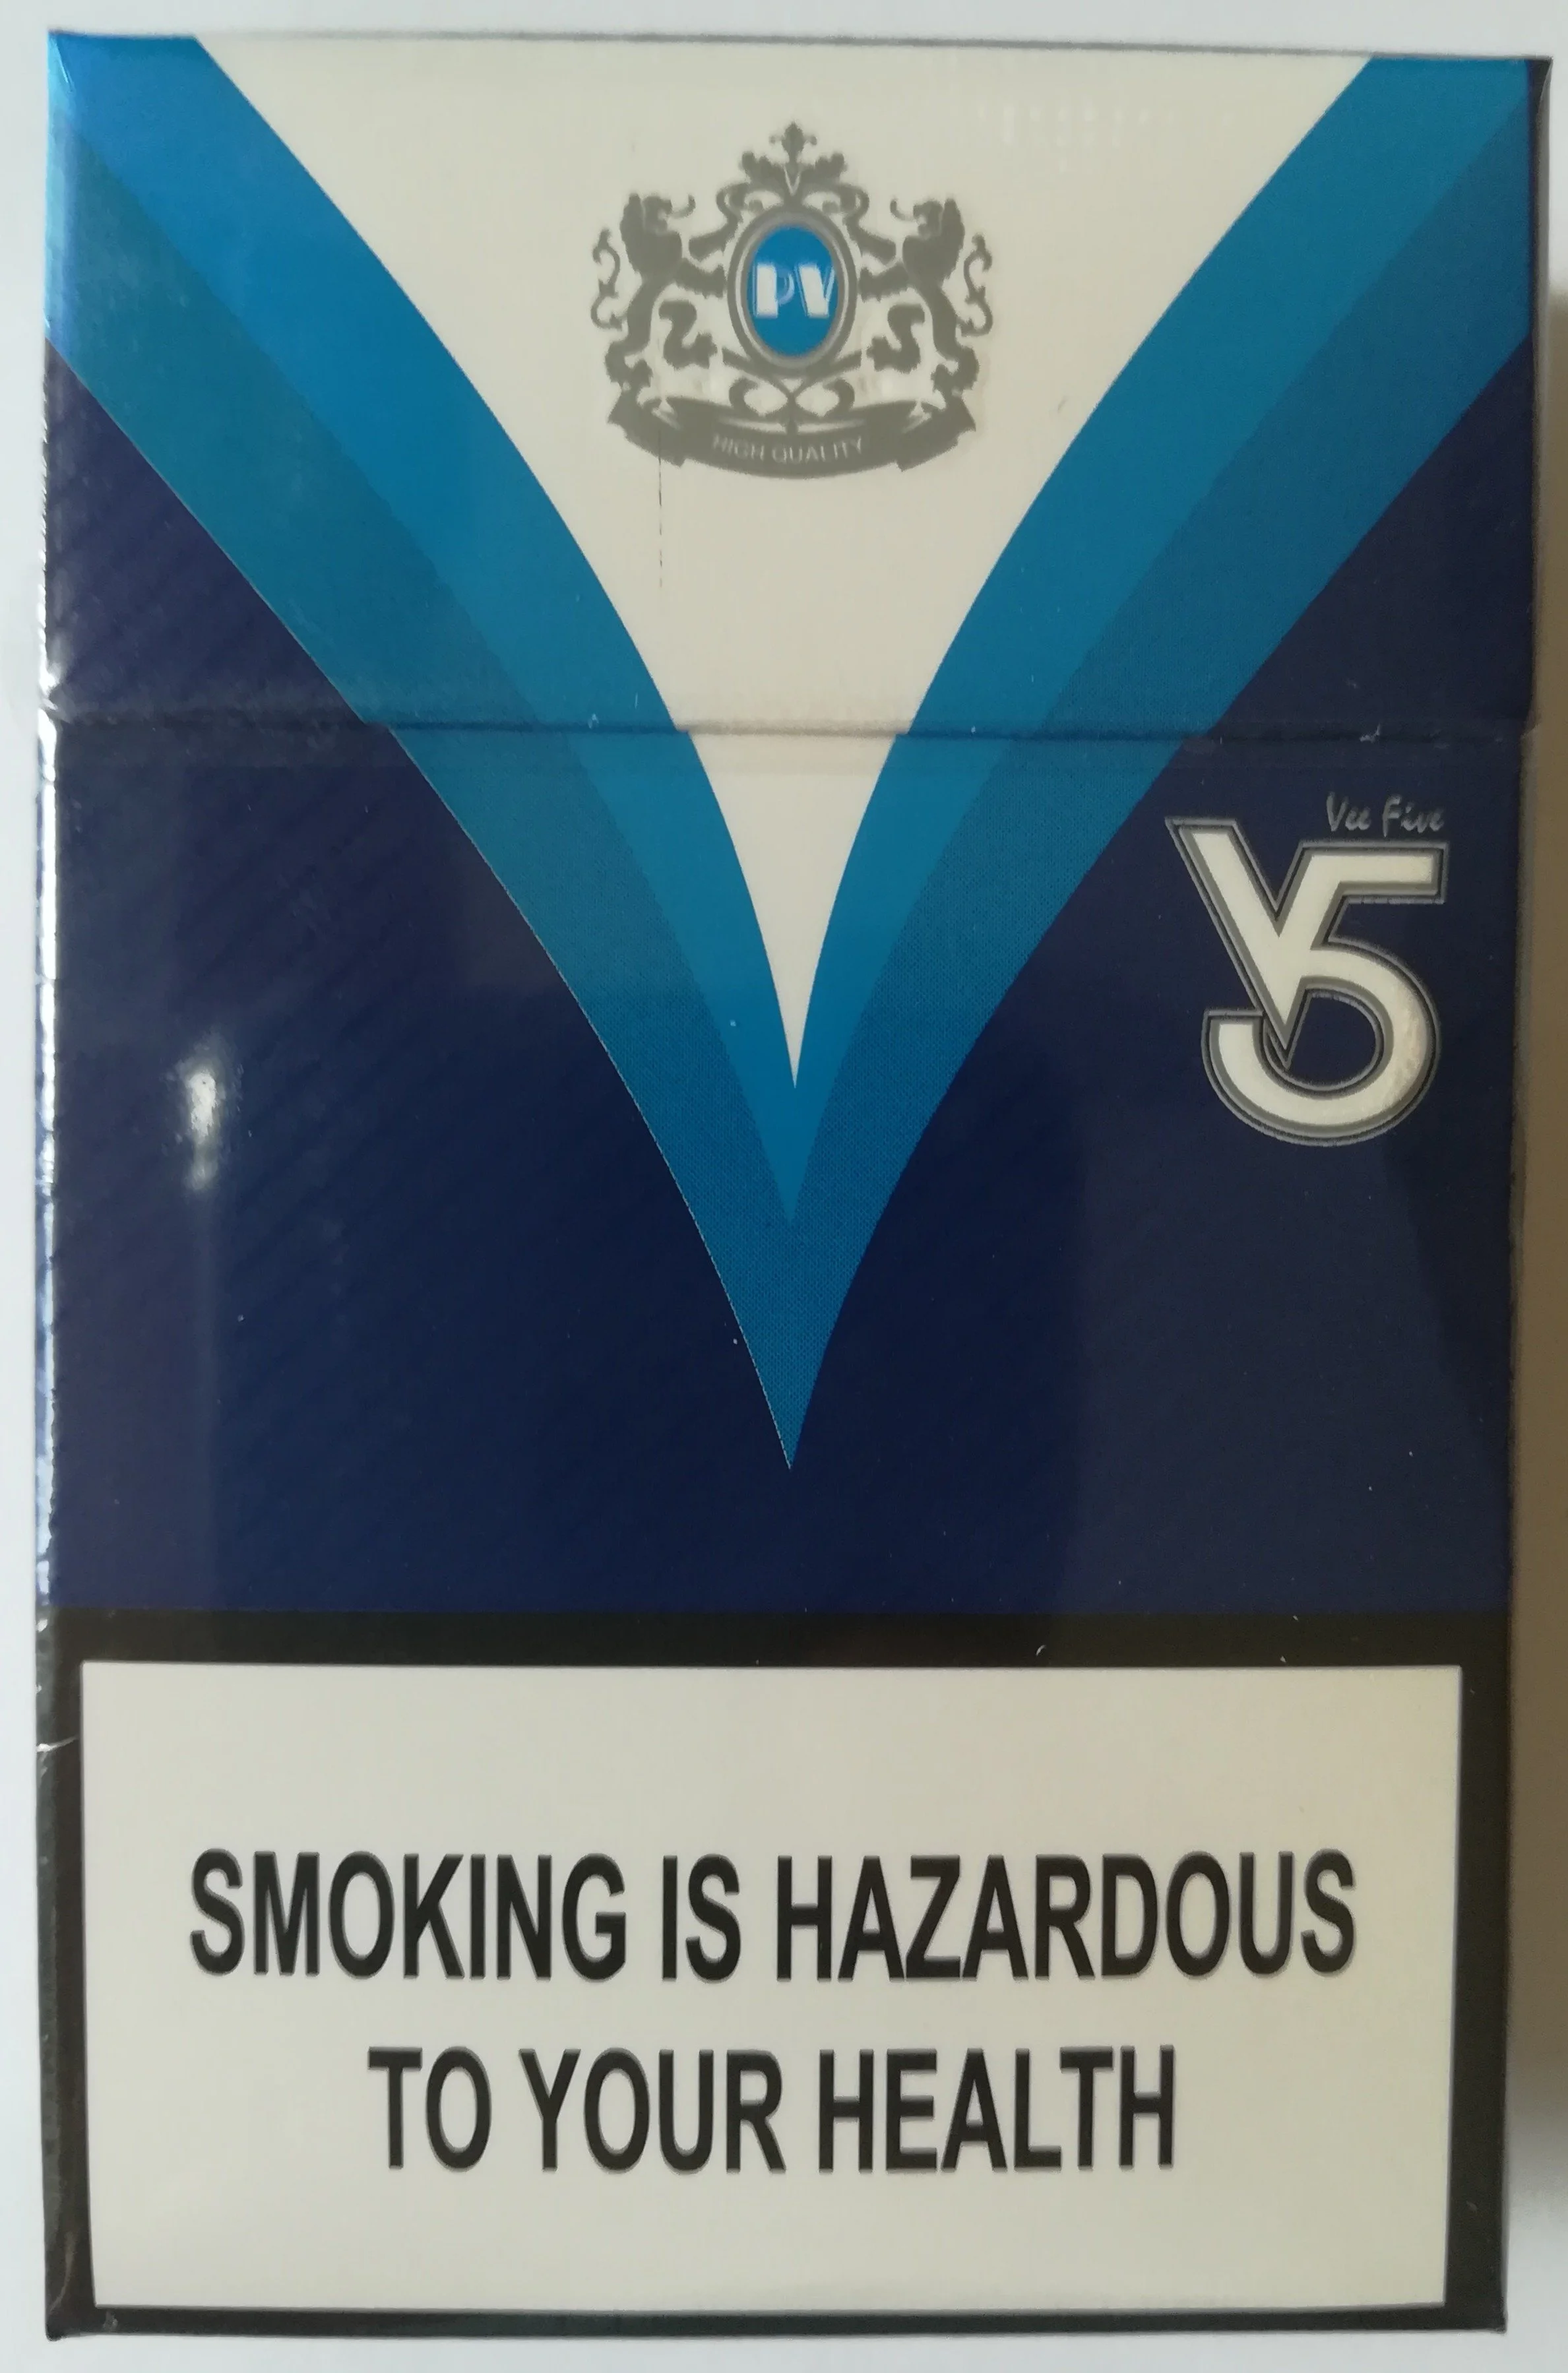 PV
HIGH QUALITY
Vee Five
V5
SMOKING IS HAZARDOUS
TO YOUR HEALTH